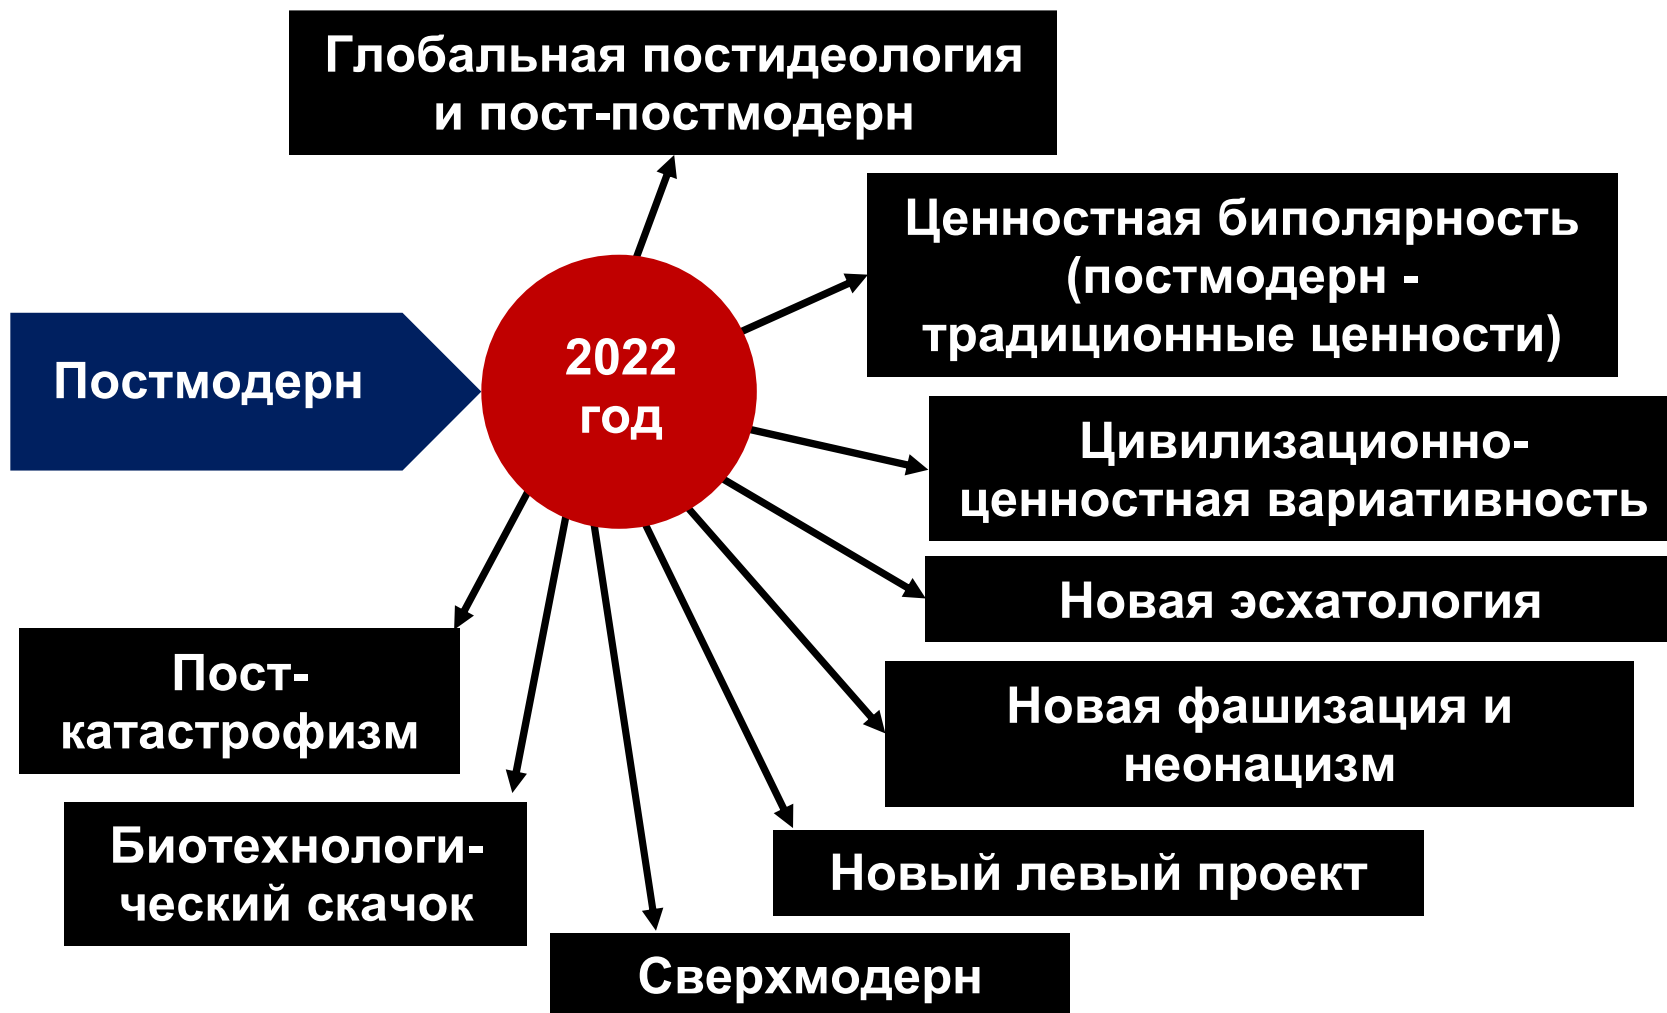 Глобальная постидеология
и пост-постмодерн
Ценностная биполярность
(постмодерн -
традиционные ценности)
2022
год
Постмодерн
Цивилизационно-
ценностная вариативность
Новая эсхатология
Пост-
катастрофизм
Новая фашизация и
неонацизм
Биотехнологи-
ческий скачок
Новый левый проект
Сверхмодерн